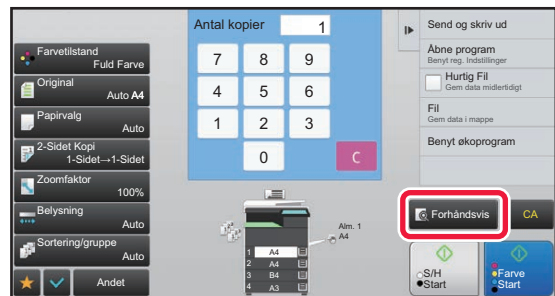 Antal kopier 1
Farvetilstand
Fuld Farve
Original
Auto A4
Papirvalg
Auto
2-Sidet Kopi
1-Sidet→1-Sidet
Zoomfaktor
100%
Belysning
Auto
Sortering/gruppe
Auto
Andet
7 8 9
4 5 6
1 2 3
0 C
Alm. 1
A4
1 A4
2 A4
3 B4
4 A3
Send og skriv ud
Åbne program
Benyt reg. Indstillinger
Hurtig Fil
Gem data midlertidigt
Fil
Gem data i mappe
Benyt økoprogram
Forhåndsvis CA
S/H
Start
Farve
Start